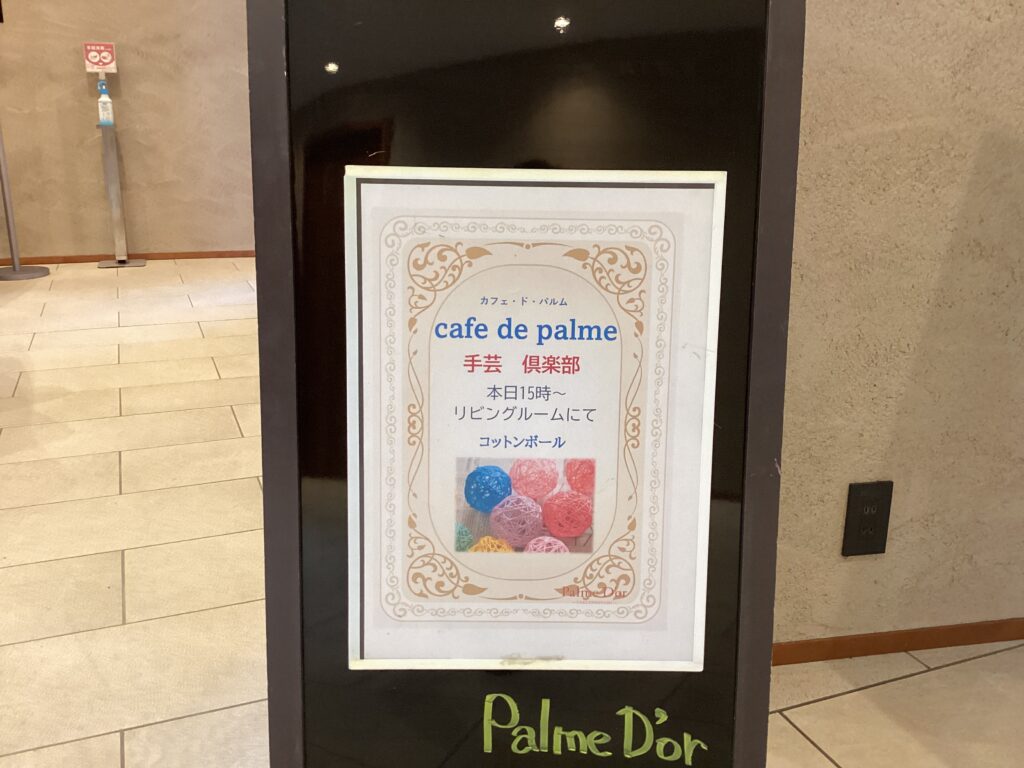 カフェ・ド・パルム
cafe de palme
手芸 倶楽部
本日15時～
リビングルームにて
コットンボール
Palme D'or
Palme D'or